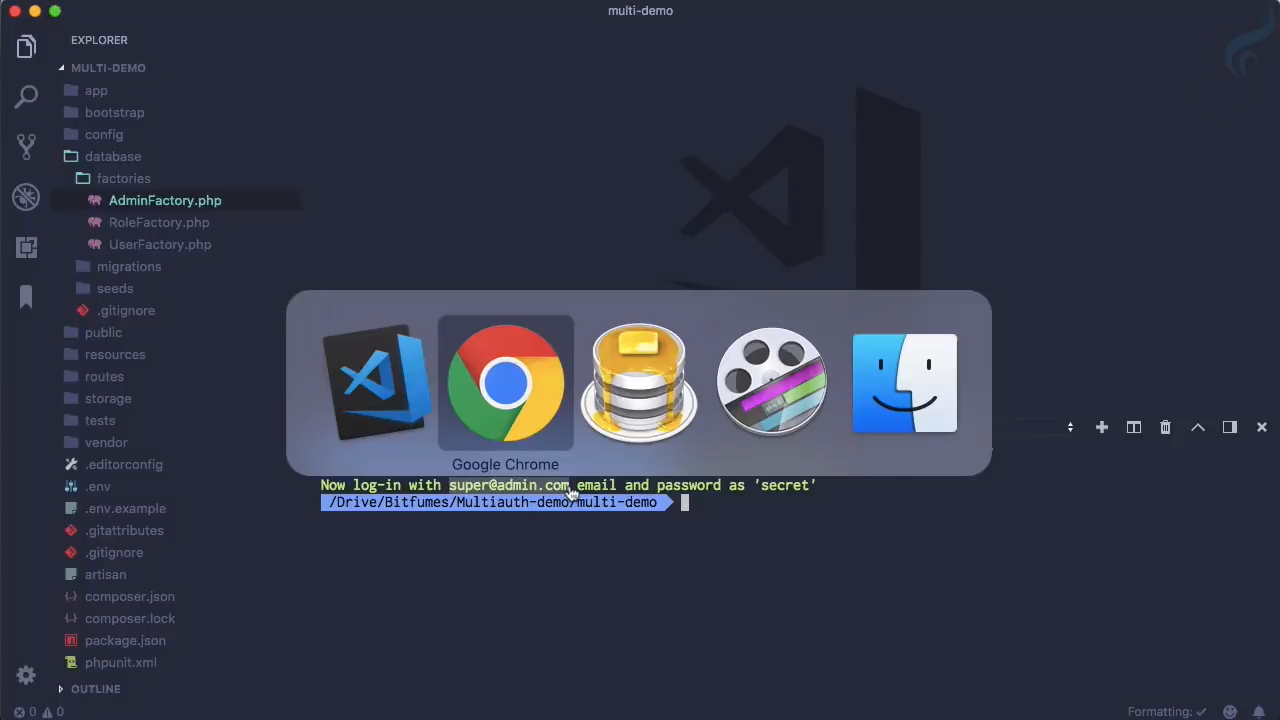 multi-demo
EXPLORER
MULTI-DEMO
app
bootstrap
config
database
factories
AdminFactory.php
RoleFactory.php
UserFactory.php
migrations
seeds
.gitignore
public
resources
routes
storage
tests
vendor
.editorconfig
.env
.env.example
.gitattributes
.gitignore
artisan
composer.json
composer.lock
package.json
phpunit.xml
OUTLINE
Google Chrome
Now log-in with super@admin.com email and password as 'secret'
/Drive/Bitfumes/Multiauth-demo/multi-demo
0 0
Formatting: ✓